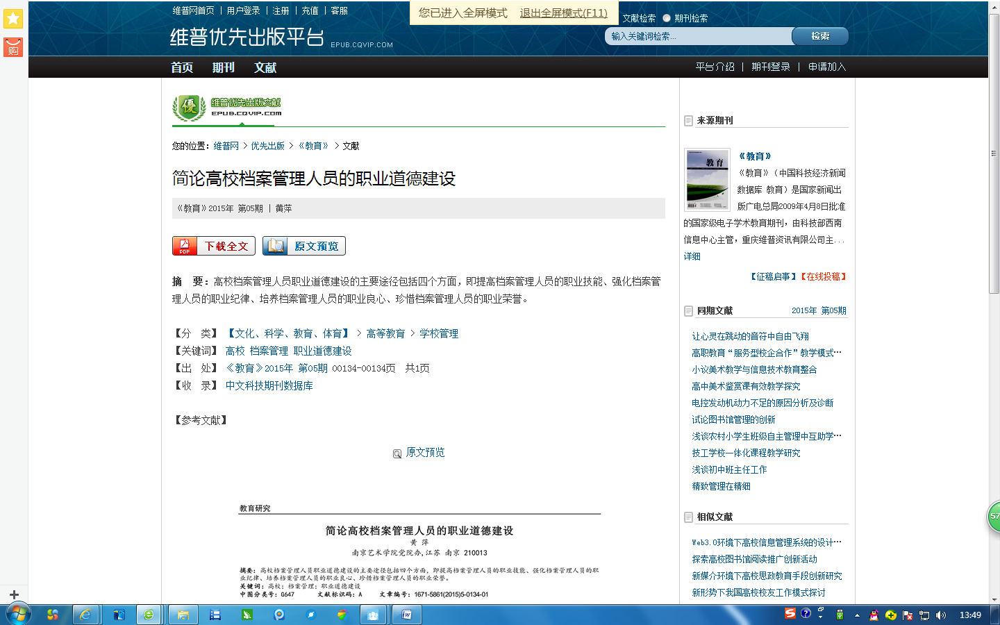 维普网首页 | 用户登录 | 注册 | 充值 | 客服
您已进入全屏模式 退出全屏模式(F11)
文献检索 期刊检索
维普优先出版平台 EPUB.CQVIP.COM
输入关键词检索... 检索
购
首页 期刊 文献
平台介绍 | 期刊登录 | 申请加入
優 维普优先出版文献
EPUB.CQVIP.COM
您的位置：维普网 > 优先出版 > 《教育》 > 文献
简论高校档案管理人员的职业道德建设
《教育》2015年 第05期 | 黄萍
PDF 下载全文 原文预览
摘 要：高校档案管理人员职业道德建设的主要途径包括四个方面，即提高档案管理人员的职业技能、强化档案管
理人员的职业纪律、培养档案管理人员的职业良心、珍惜档案管理人员的职业荣誉。
【分 类】 【文化、科学、教育、体育】 > 高等教育 > 学校管理
【关键词】 高校 档案管理 职业道德建设
【出 处】 《教育》2015年 第05期 00134-00134页 共1页
【收 录】 中文科技期刊数据库
【参考文献】
原文预览
教育研究
简论高校档案管理人员的职业道德建设
黄 萍
南京艺术学院党院办,江苏 南京 210013
摘要：高校档案管理人员职业道德建设的主要途径包括四个方面，即提高档案管理人员的职业技能、强化档案管理人员的职
业纪律、培养档案管理人员的职业良心、珍惜档案管理人员的职业荣誉。
关键词：高校；档案管理；职业道德建设
中图分类号：G647 文献标识码：A 文章编号：1671-5861(2015)5-0134-01
来源期刊
教育
《教育》
《教育》（中国科技经济新闻
数据库 教育）是国家新闻出
版广电总局2009年4月8日批准
的国家级电子学术教育期刊，由科技部西南
信息中心主管，重庆维普资讯有限公司主...
详细
【征稿启事】【在线投稿】
同期文献 2015年 第05期
让心灵在跳动的音符中自由飞翔
高职教育“服务型校企合作”教学模式…
小议美术教学与信息技术教育整合
高中美术鉴赏课有效教学探究
电控发动机动力不足的原因分析及诊断
试论图书馆管理的创新
浅谈农村小学生班级自主管理中互助学…
技工学校一体化课程教学研究
浅谈初中班主任工作
精致管理在精细
相似文献
Web3.0环境下高校信息管理系统的设计…
探索高校图书馆阅读推广创新活动
新媒介环境下高校思政教育手段创新研究
新形势下我国高校校友工作模式探讨
57
13:49